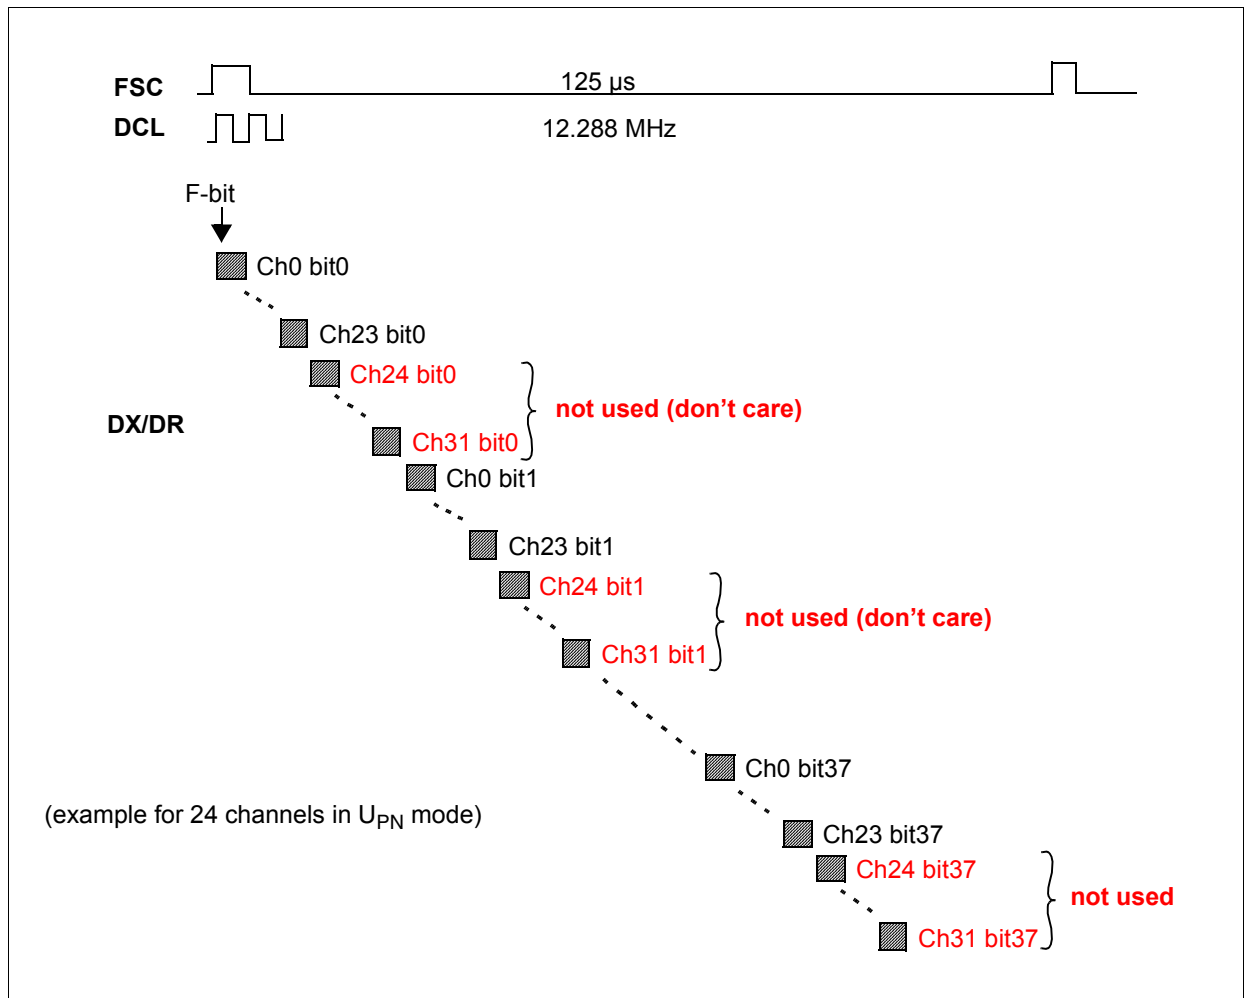 FSC
125 µs
DCL
12.288 MHz
F-bit
Ch0 bit0
Ch23 bit0
Ch24 bit0
not used (don't care)
DX/DR
Ch31 bit0
Ch0 bit1
Ch23 bit1
Ch24 bit1
not used (don't care)
Ch31 bit1
Ch0 bit37
(example for 24 channels in UPN mode)
Ch23 bit37
Ch24 bit37
not used
Ch31 bit37